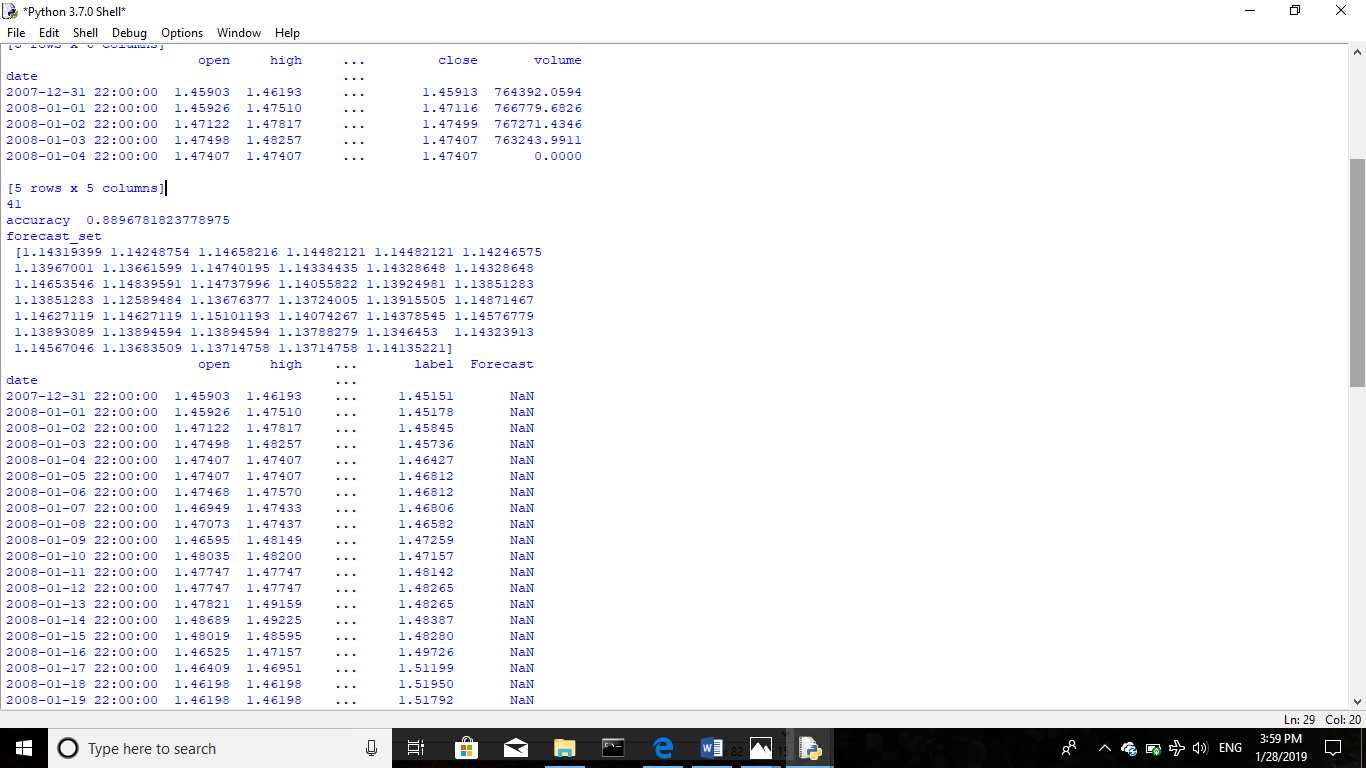 *Python 3.7.0 Shell*
File Edit Shell Debug Options Window Help
[5 rows x 6 columns]
open high ... close volume
date ...
2007-12-31 22:00:00 1.45903 1.46193 ... 1.45913 764392.0594
2008-01-01 22:00:00 1.45926 1.47510 ... 1.47116 766779.6826
2008-01-02 22:00:00 1.47122 1.47817 ... 1.47499 767271.4346
2008-01-03 22:00:00 1.47498 1.48257 ... 1.47407 763243.9911
2008-01-04 22:00:00 1.47407 1.47407 ... 1.47407 0.0000
[5 rows x 5 columns]
41
accuracy 0.8896781823778975
forecast_set
[1.14319399 1.14248754 1.14658216 1.14482121 1.14482121 1.14246575
1.13967001 1.13661599 1.14740195 1.14334435 1.14328648 1.14328648
1.14653546 1.14839591 1.14737996 1.14055822 1.13924981 1.13851283
1.13851283 1.12589484 1.13676377 1.13724005 1.13915505 1.14871467
1.14627119 1.14627119 1.15101193 1.14074267 1.14378545 1.14576779
1.13893089 1.13894594 1.13894594 1.13788279 1.1346453 1.14323913
1.14567046 1.13683509 1.13714758 1.13714758 1.14135221]
open high ... label Forecast
date ...
2007-12-31 22:00:00 1.45903 1.46193 ... 1.45151 NaN
2008-01-01 22:00:00 1.45926 1.47510 ... 1.45178 NaN
2008-01-02 22:00:00 1.47122 1.47817 ... 1.45845 NaN
2008-01-03 22:00:00 1.47498 1.48257 ... 1.45736 NaN
2008-01-04 22:00:00 1.47407 1.47407 ... 1.46427 NaN
2008-01-05 22:00:00 1.47407 1.47407 ... 1.46812 NaN
2008-01-06 22:00:00 1.47468 1.47570 ... 1.46812 NaN
2008-01-07 22:00:00 1.46949 1.47433 ... 1.46806 NaN
2008-01-08 22:00:00 1.47073 1.47437 ... 1.46582 NaN
2008-01-09 22:00:00 1.46595 1.48149 ... 1.47259 NaN
2008-01-10 22:00:00 1.48035 1.48200 ... 1.47157 NaN
2008-01-11 22:00:00 1.47747 1.47747 ... 1.48142 NaN
2008-01-12 22:00:00 1.47747 1.47747 ... 1.48265 NaN
2008-01-13 22:00:00 1.47821 1.49159 ... 1.48265 NaN
2008-01-14 22:00:00 1.48689 1.49225 ... 1.48387 NaN
2008-01-15 22:00:00 1.48019 1.48595 ... 1.48280 NaN
2008-01-16 22:00:00 1.46525 1.47157 ... 1.49726 NaN
2008-01-17 22:00:00 1.46409 1.46951 ... 1.51199 NaN
2008-01-18 22:00:00 1.46198 1.46198 ... 1.51950 NaN
2008-01-19 22:00:00 1.46198 1.46198 ... 1.51792 NaN
Ln: 29 Col: 20
Type here to search
ENG
3:59 PM
1/28/2019